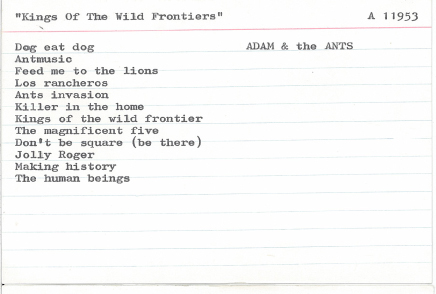 "Kings Of The Wild Frontiers" A 11953
Dog eat dog ADAM & the ANTS
Antmusic
Feed me to the lions
Los rancheros
Ants invasion
Killer in the home
Kings of the wild frontier
The magnificent five
Don't be square (be there)
Jolly Roger
Making history
The human beings